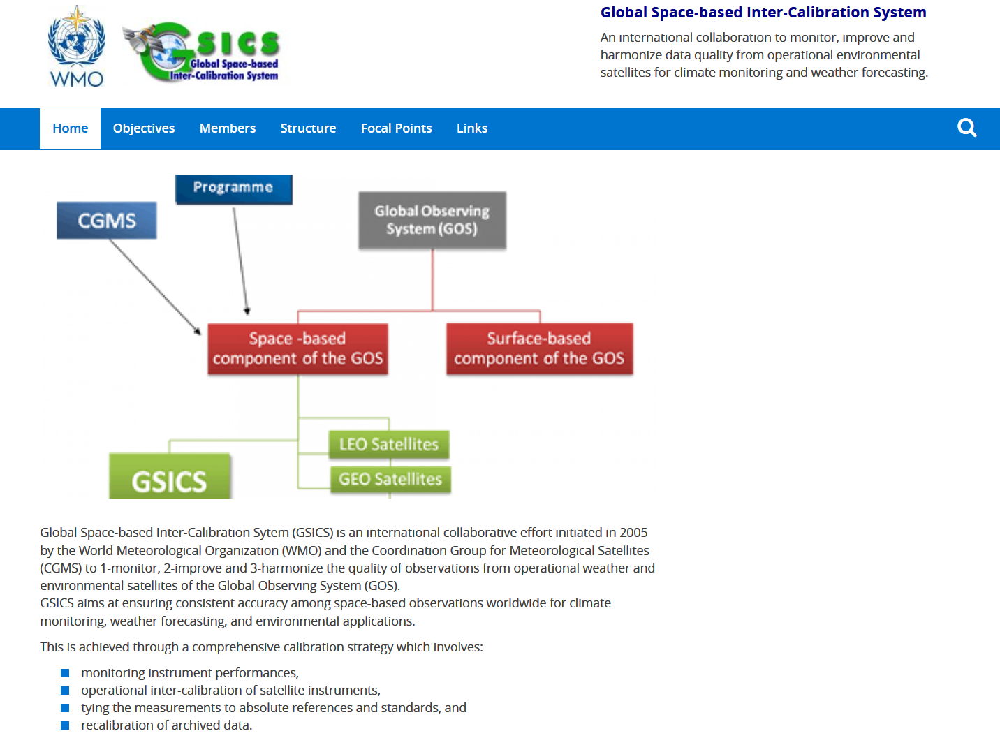 WMO
GSICS
Global Space-based
Inter-Calibration System
Global Space-based Inter-Calibration System
An international collaboration to monitor, improve and
harmonize data quality from operational environmental
satellites for climate monitoring and weather forecasting.
Home Objectives Members Structure Focal Points Links
Programme
CGMS
Global Observing
System (GOS)
Space -based
component of the GOS
Surface-based
component of the GOS
LEO Satellites
GSICS
GEO Satellites
Global Space-based Inter-Calibration Sytem (GSICS) is an international collaborative effort initiated in 2005
by the World Meteorological Organization (WMO) and the Coordination Group for Meteorological Satellites
(CGMS) to 1-monitor, 2-improve and 3-harmonize the quality of observations from operational weather and
environmental satellites of the Global Observing System (GOS).
GSICS aims at ensuring consistent accuracy among space-based observations worldwide for climate
monitoring, weather forecasting, and environmental applications.
This is achieved through a comprehensive calibration strategy which involves:
monitoring instrument performances,
operational inter-calibration of satellite instruments,
tying the measurements to absolute references and standards, and
recalibration of archived data.